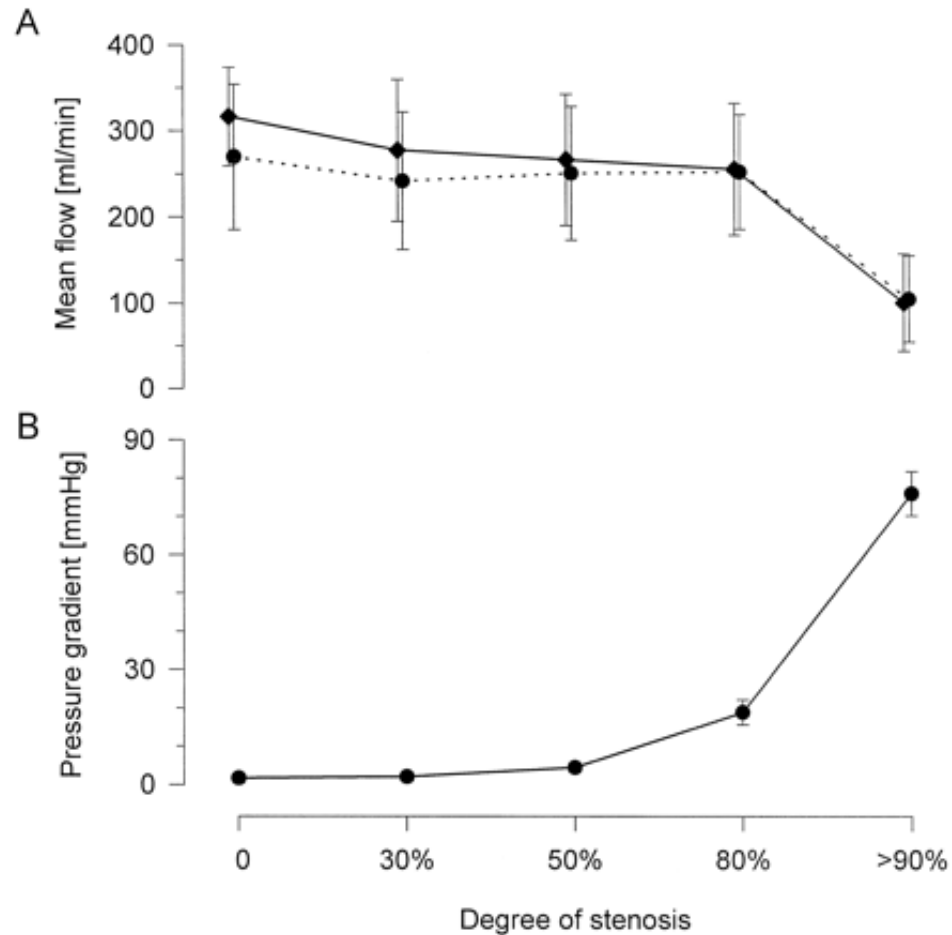 A
400
300
200
100
0
Mean flow [ml/min]
B
90
60
30
0
Pressure gradient [mmHg]
0 30% 50% 80% >90%
Degree of stenosis